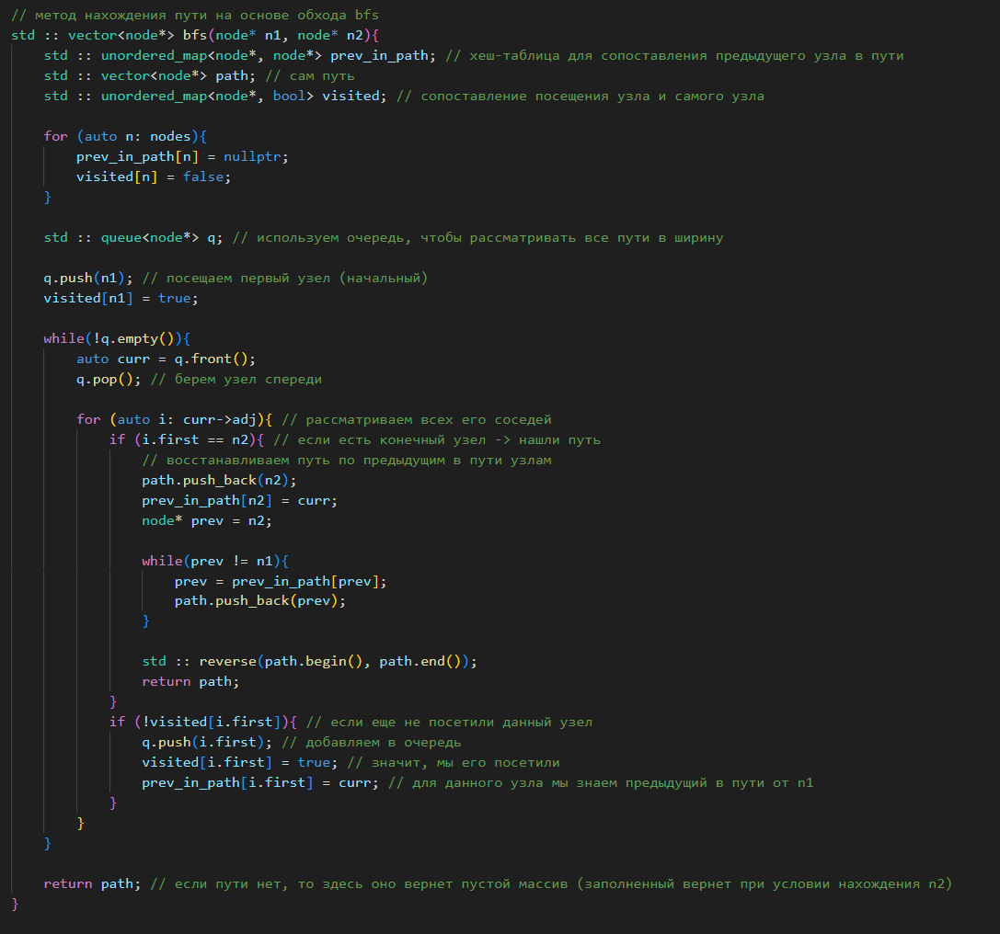 // метод нахождения пути на основе обхода bfs
std :: vector<node*> bfs(node* n1, node* n2){
    std :: unordered_map<node*, node*> prev_in_path; // хеш-таблица для сопоставления предыдущего узла в пути
    std :: vector<node*> path; // сам путь
    std :: unordered_map<node*, bool> visited; // сопоставление посещения узла и самого узла
    for (auto n: nodes){
        prev_in_path[n] = nullptr;
        visited[n] = false;
    }
    std :: queue<node*> q; // используем очередь, чтобы рассматривать все пути в ширину
    q.push(n1); // посещаем первый узел (начальный)
    visited[n1] = true;
    while(!q.empty()){
        auto curr = q.front();
        q.pop(); // берем узел спереди
        for (auto i: curr->adj){ // рассматриваем всех его соседей
            if (i.first == n2){ // если есть конечный узел -> нашли путь
                // восстанавливаем путь по предыдущим в пути узлам
                path.push_back(n2);
                prev_in_path[n2] = curr;
                node* prev = n2;
                while(prev != n1){
                    prev = prev_in_path[prev];
                    path.push_back(prev);
                }
                std :: reverse(path.begin(), path.end());
                return path;
            }
            if (!visited[i.first]){ // если еще не посетили данный узел
                q.push(i.first); // добавляем в очередь
                visited[i.first] = true; // значит, мы его посетили
                prev_in_path[i.first] = curr; // для данного узла мы знаем предыдущий в пути от n1
            }
        }
    }
    return path; // если пути нет, то здесь оно вернет пустой массив (заполненный вернет при условии нахождения n2)
}